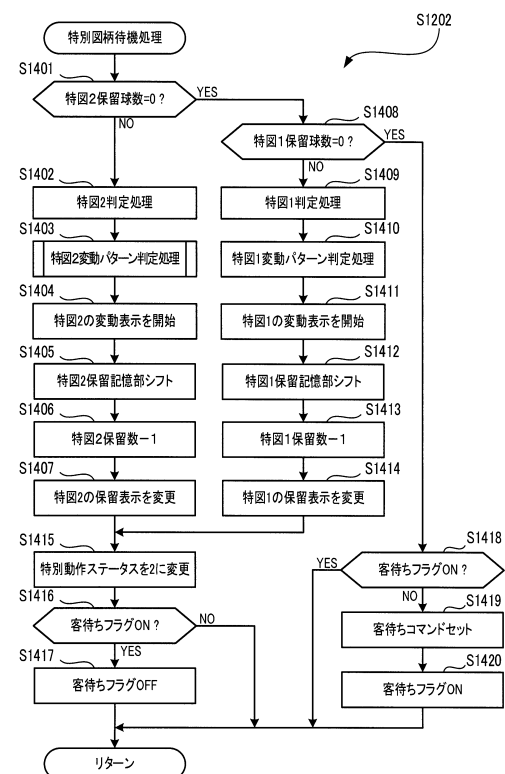 S1202
特別図柄待機処理
S1401
特図2保留球数=0?
YES
NO
S1402
特図2判定処理
S1403
特図2変動パターン判定処理
S1404
特図2の変動表示を開始
S1405
特図2保留記憶部シフト
S1406
特図2保留数−1
S1407
特図2の保留表示を変更
S1408
特図1保留球数=0?
YES
NO
S1409
特図1判定処理
S1410
特図1変動パターン判定処理
S1411
特図1の変動表示を開始
S1412
特図1保留記憶部シフト
S1413
特図1保留数−1
S1414
特図1の保留表示を変更
S1415
特別動作ステータスを2に変更
S1416
客待ちフラグON?
NO
YES
S1417
客待ちフラグOFF
S1418
客待ちフラグON?
YES
NO
S1419
客待ちコマンドセット
S1420
客待ちフラグON
リターン